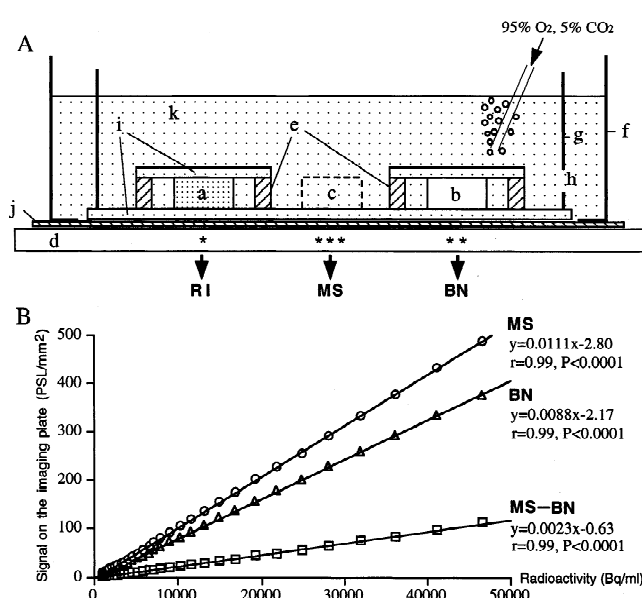 A
95% O2, 5% CO2
k
i
e
g
f
a
c
b
h
j
d
*
***
**
RI
MS
BN
B
Signal on the imaging plate (PSL/mm²)
500
400
300
200
100
0
MS
y=0.0111x-2.80
r=0.99, P<0.0001
BN
y=0.0088x-2.17
r=0.99, P<0.0001
MS-BN
y=0.0023x-0.63
r=0.99, P<0.0001
0
10000
20000
30000
40000
50000
Radioactivity (Bq/ml)